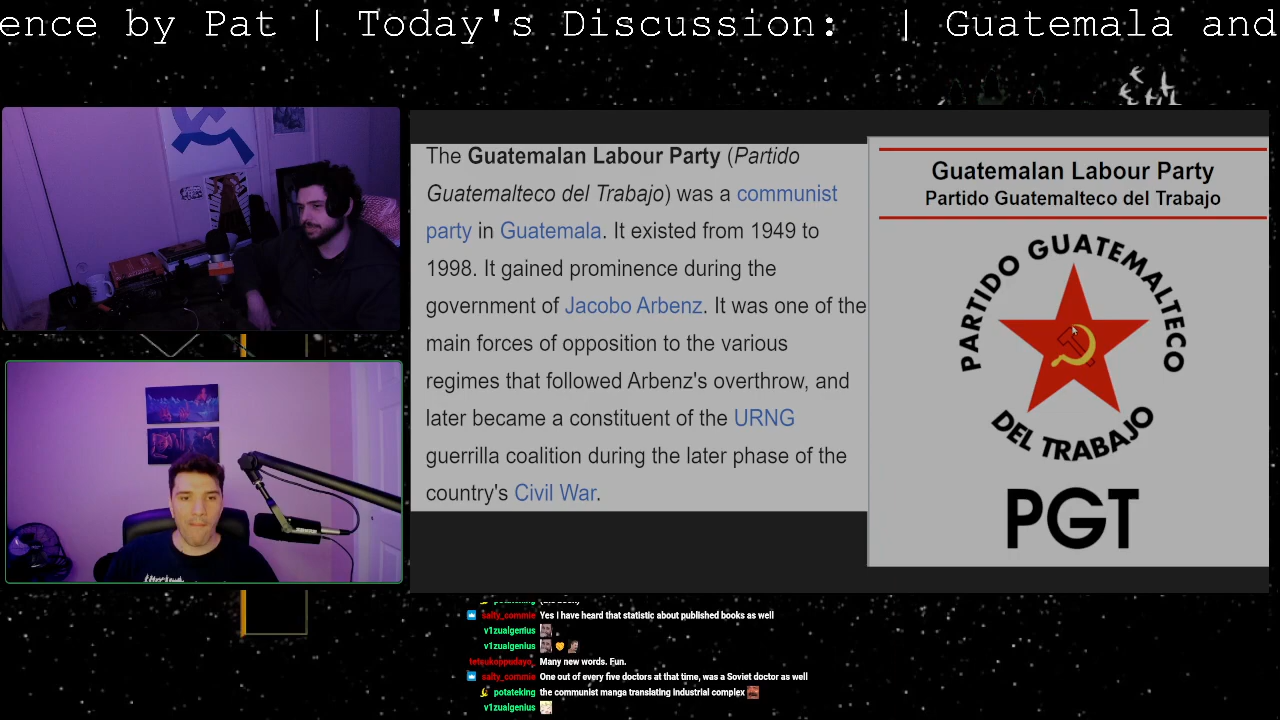 ence by Pat | Today's Discussion:  | Guatemala and
The Guatemalan Labour Party (Partido
Guatemalteco del Trabajo) was a communist
party in Guatemala. It existed from 1949 to
1998. It gained prominence during the
government of Jacobo Arbenz. It was one of the
main forces of opposition to the various
regimes that followed Arbenz's overthrow, and
later became a constituent of the URNG
guerrilla coalition during the later phase of the
country's Civil War.
Guatemalan Labour Party
Partido Guatemalteco del Trabajo
PARTIDO GUATEMALTECO
DEL TRABAJO
PGT
salty_commie Yes I have heard that statistic about published books as well
v1zualgenius
v1zualgenius
tetsukoppudayo_ Many new words. Fun.
salty_commie One out of every five doctors at that time, was a Soviet doctor as well
potateking the communist manga translating industrial complex
v1zualgenius